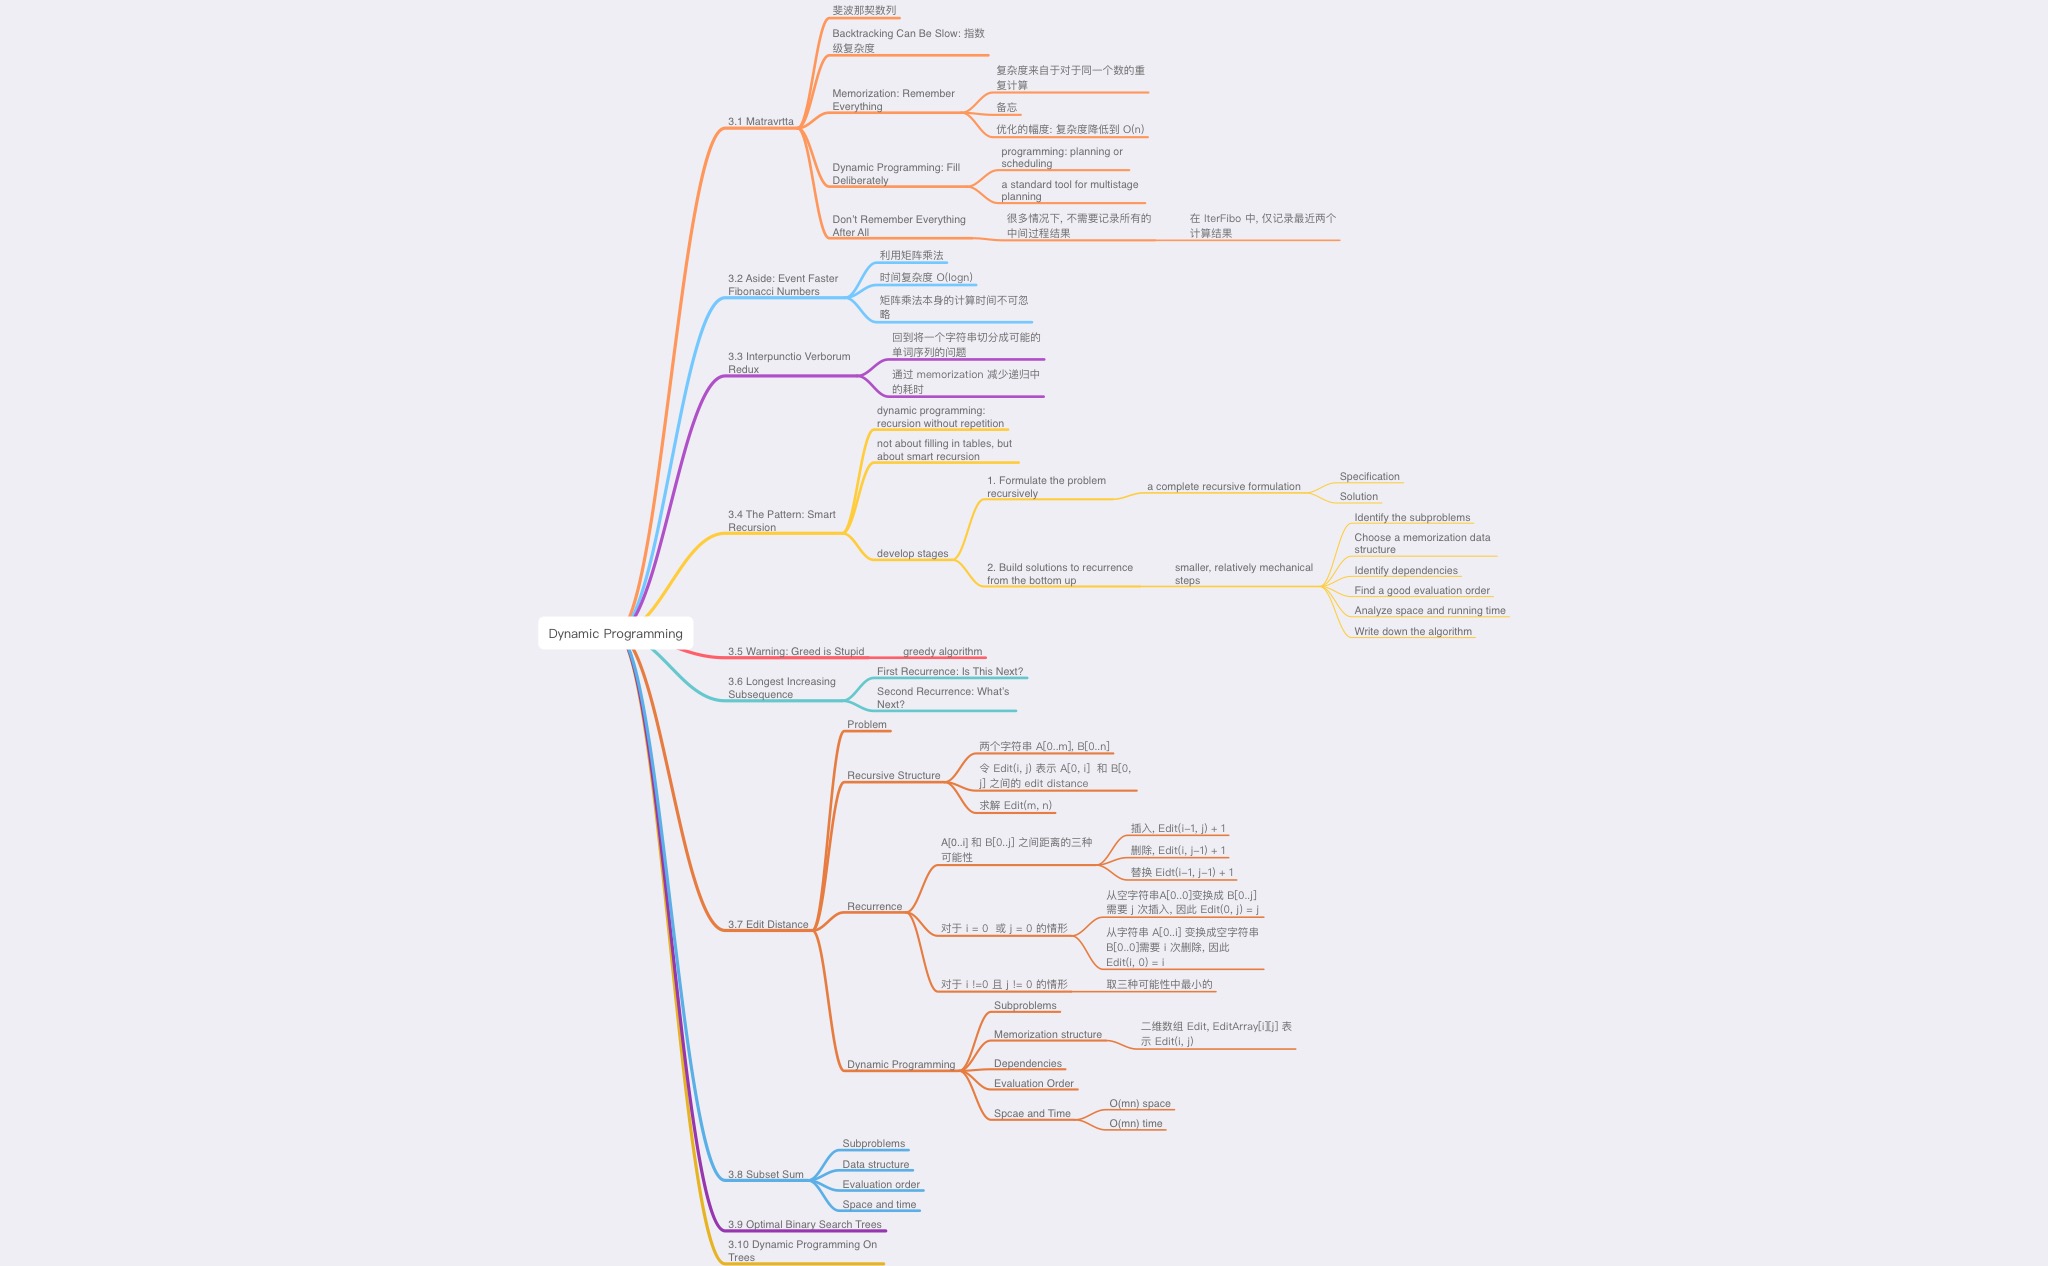 Dynamic Programming
3.1 Matravrtta
斐波那契数列
Backtracking Can Be Slow: 指数
级复杂度
Memorization: Remember
Everything
复杂度来自于对于同一个数的重
复计算
备忘
优化的幅度: 复杂度降低到 O(n)
Dynamic Programming: Fill
Deliberately
programming: planning or
scheduling
a standard tool for multistage
planning
Don't Remember Everything
After All
很多情况下, 不需要记录所有的
中间过程结果
在 IterFibo 中, 仅记录最近两个
计算结果
3.2 Aside: Event Faster
Fibonacci Numbers
利用矩阵乘法
时间复杂度 O(logn)
矩阵乘法本身的计算时间不可忽
略
3.3 Interpunctio Verborum
Redux
回到将一个字符串切分成可能的
单词序列的问题
通过 memorization 减少递归中
的耗时
3.4 The Pattern: Smart
Recursion
dynamic programming:
recursion without repetition
not about filling in tables, but
about smart recursion
develop stages
1. Formulate the problem
recursively
a complete recursive formulation
Specification
Solution
2. Build solutions to recurrence
from the bottom up
smaller, relatively mechanical
steps
Identify the subproblems
Choose a memorization data
structure
Identify dependencies
Find a good evaluation order
Analyze space and running time
Write down the algorithm
3.5 Warning: Greed is Stupid
greedy algorithm
3.6 Longest Increasing
Subsequence
First Recurrence: Is This Next?
Second Recurrence: What's
Next?
3.7 Edit Distance
Problem
Recursive Structure
两个字符串 A[0..m], B[0..n]
令 Edit(i, j) 表示 A[0, i] 和 B[0,
j] 之间的 edit distance
求解 Edit(m, n)
Recurrence
A[0..i] 和 B[0..j] 之间距离的三种
可能性
插入, Edit(i-1, j) + 1
删除, Edit(i, j-1) + 1
替换 Eidt(i-1, j-1) + 1
对于 i = 0 或 j = 0 的情形
从空字符串A[0..0]变换成 B[0..j]
需要 j 次插入, 因此 Edit(0, j) = j
从字符串 A[0..i] 变换成空字符串
B[0..0]需要 i 次删除, 因此
Edit(i, 0) = i
对于 i !=0 且 j != 0 的情形
取三种可能性中最小的
Dynamic Programming
Subproblems
Memorization structure
二维数组 Edit, EditArray[i][j] 表
示 Edit(i, j)
Dependencies
Evaluation Order
Spcae and Time
O(mn) space
O(mn) time
3.8 Subset Sum
Subproblems
Data structure
Evaluation order
Space and time
3.9 Optimal Binary Search Trees
3.10 Dynamic Programming On
Trees